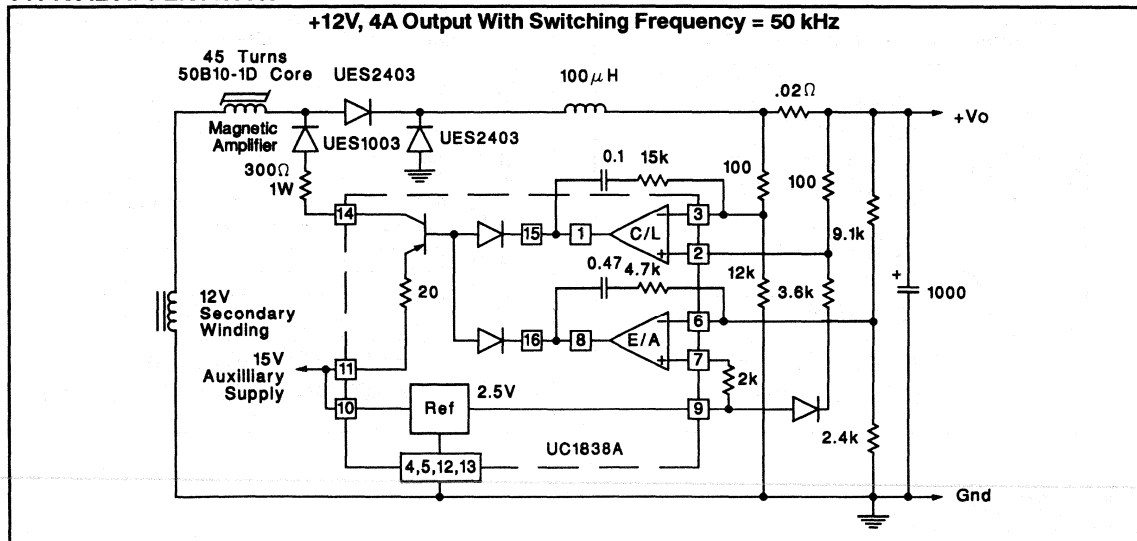 +12V, 4A Output With Switching Frequency = 50 kHz
45 Turns
50B10-1D Core
UES2403
100μH
.02Ω
+Vo
Magnetic
Amplifier
UES1003
UES2403
300Ω
1W
0.1
15k
100
100
14
15
1
C/L
3
2
9.1k
20
0.47
4.7k
12k
3.6k
+
1000
12V
Secondary
Winding
16
8
E/A
6
7
15V
Auxilliary
Supply
11
2k
10
Ref
2.5V
9
2.4k
UC1838A
4,5,12,13
Gnd